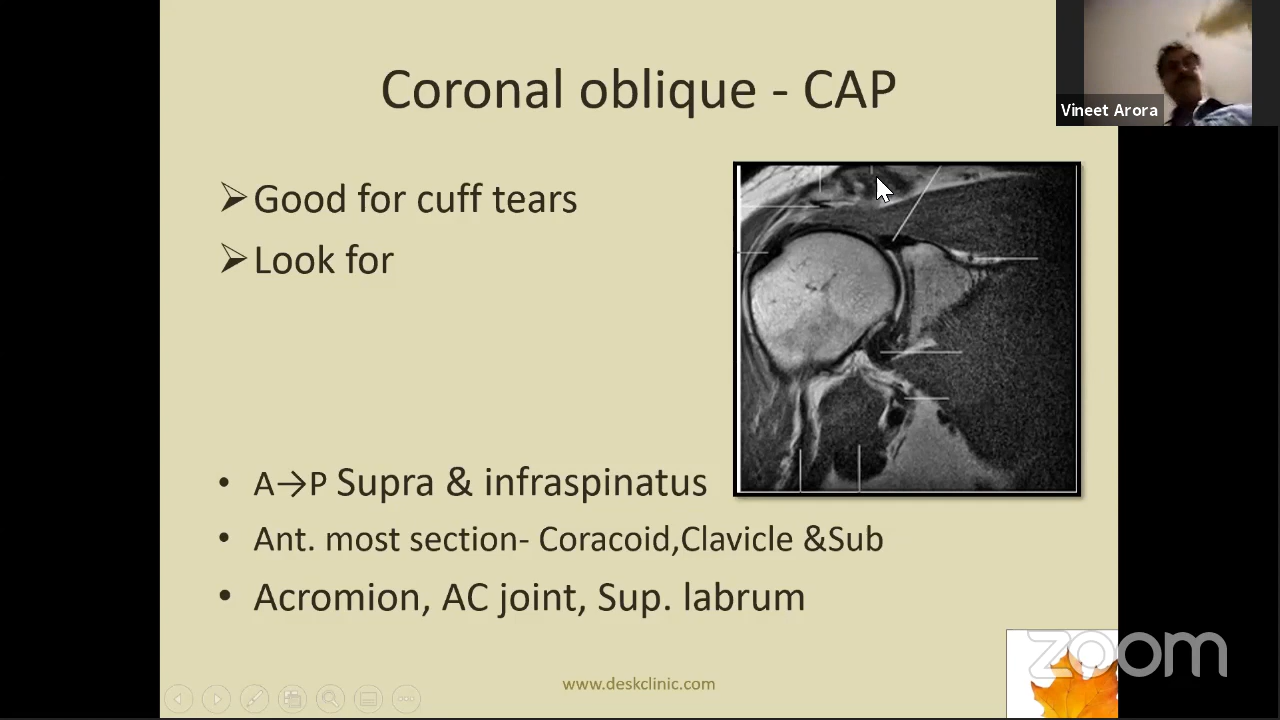 Coronal oblique - CAP
Vineet Arora
➢ Good for cuff tears
➢ Look for
• A→P Supra & infraspinatus
• Ant. most section- Coracoid,Clavicle &Sub
• Acromion, AC joint, Sup. labrum
www.deskclinic.com
zoom